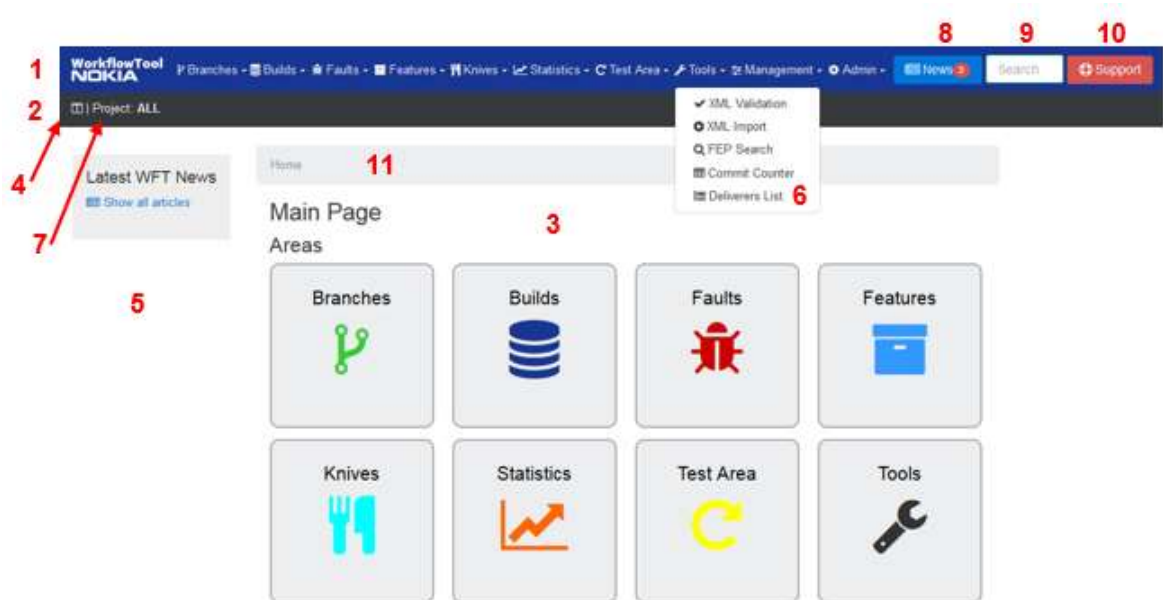 8 9 10
1 WorkflowTool NOKIA Branches Builds Faults Features Knives Statistics Test Area Tools Management Admin News 3 Search Support
2 | Project: ALL
XML Validation
XML Import
FEP Search
Commit Counter
Deliverers List 6
4
7
Latest WFT News
Show all articles
5
Home 11
Main Page 3
Areas
Branches Builds Faults Features
Knives Statistics Test Area Tools